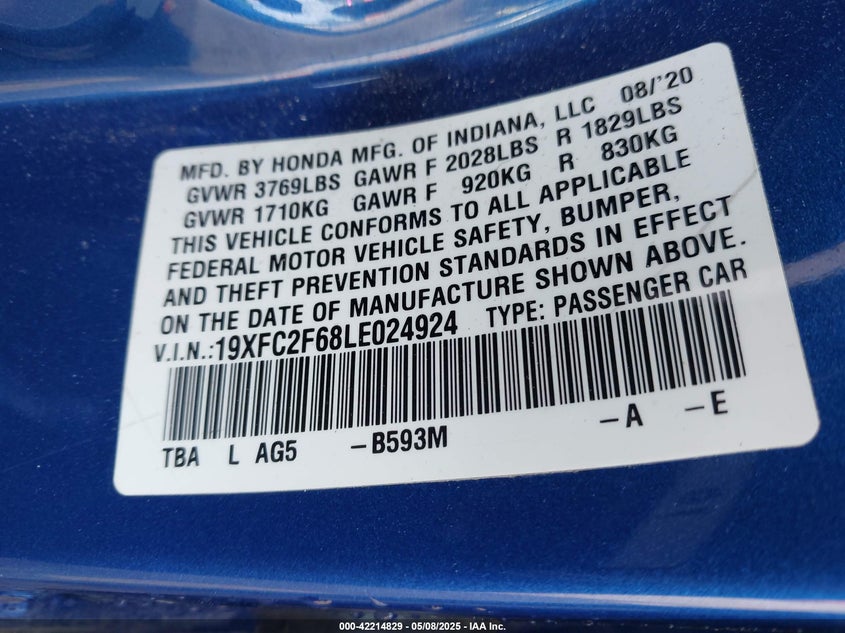 MFD. BY HONDA MFG. OF INDIANA, LLC 08/'20
GVWR 3769LBS GAWR F 2028LBS R 1829LBS
GVWR 1710KG GAWR F 920KG R 830KG
THIS VEHICLE CONFORMS TO ALL APPLICABLE
FEDERAL MOTOR VEHICLE SAFETY, BUMPER,
AND THEFT PREVENTION STANDARDS IN EFFECT
ON THE DATE OF MANUFACTURE SHOWN ABOVE.
V.I.N.:19XFC2F68LE024924 TYPE: PASSENGER CAR
TBA L AG5 –B593M –A –E
000-42214829 - 05/08/2025 - IAA Inc.